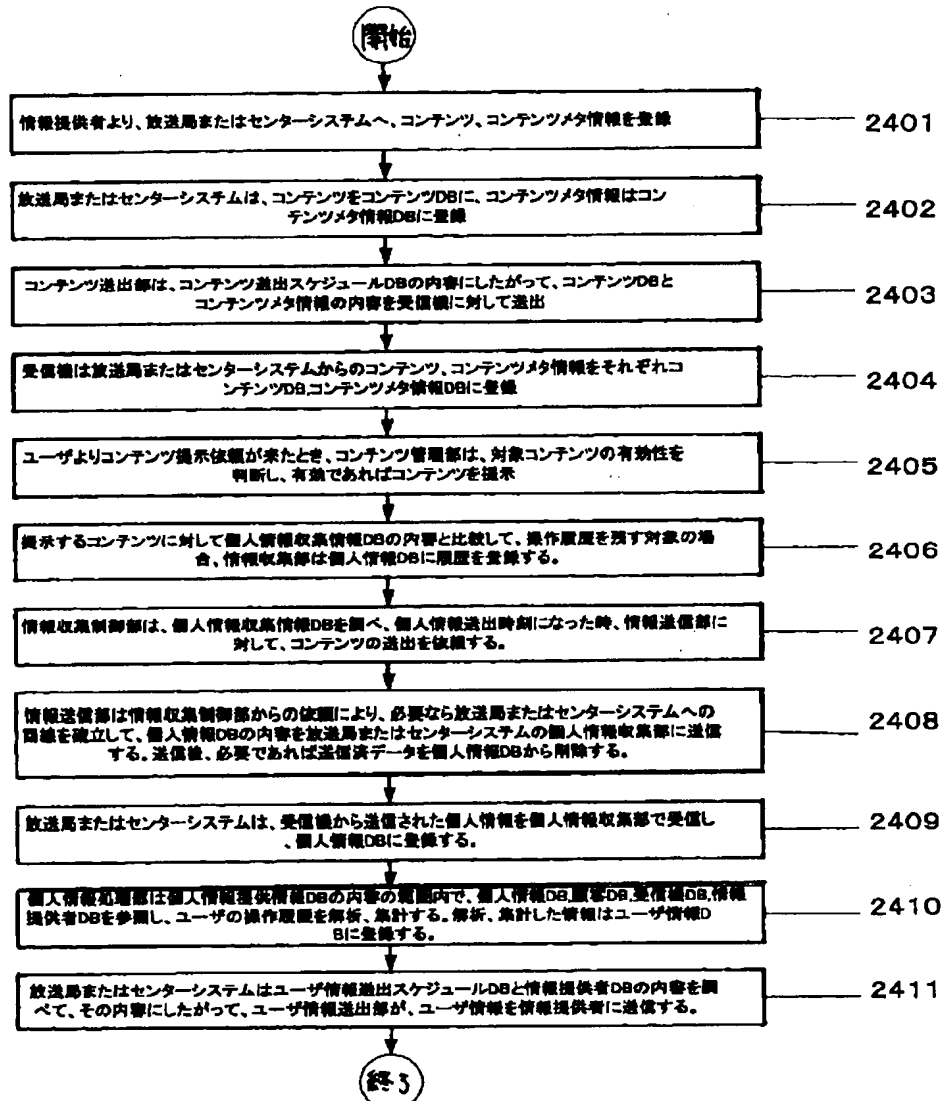 開始
情報提供者より、放送局またはセンターシステムへ、コンテンツ、コンテンツメタ情報を登録
2401
放送局またはセンターシステムは、コンテンツをコンテンツDBに、コンテンツメタ情報はコン
テンツメタ情報DBに登録
2402
コンテンツ送出部は、コンテンツ送出スケジュールDBの内容にしたがって、コンテンツDBと
コンテンツメタ情報の内容を受信機に対して送出
2403
受信機は放送局またはセンターシステムからのコンテンツ、コンテンツメタ情報をそれぞれコ
ンテンツDB,コンテンツメタ情報DBに登録
2404
ユーザよりコンテンツ提示依頼が来たとき、コンテンツ管理部は、対象コンテンツの有効性を
判断し、有効であればコンテンツを提示
2405
提示するコンテンツに対して個人情報収集情報DBの内容と比較して、操作履歴を残す対象の場
合、情報収集部は個人情報DBに履歴を登録する。
2406
情報収集制御部は、個人情報収集情報DBを調べ、個人情報送出時刻になった時、情報送信部に
対して、コンテンツの送出を依頼する。
2407
情報送信部は情報収集制御部からの依頼により、必要なら放送局またはセンターシステムへの
回線を確立して、個人情報DBの内容を放送局またはセンターシステムの個人情報収集部に送信
する。送信後、必要であれば送信済データを個人情報DBから削除する。
2408
放送局またはセンターシステムは、受信機から送信された個人情報を個人情報収集部で受信し
、個人情報DBに登録する。
2409
個人情報処理部は個人情報提供情報DBの内容の範囲内で、個人情報DB,顧客DB,受信機DB,情報
提供者DBを参照し、ユーザの操作履歴を解析、集計する。解析、集計した情報はユーザ情報D
Bに登録する。
2410
放送局またはセンターシステムはユーザ情報送出スケジュールDBと情報提供者DBの内容を調
べて、その内容にしたがって、ユーザ情報送出部が、ユーザ情報を情報提供者に送信する。
2411
終了